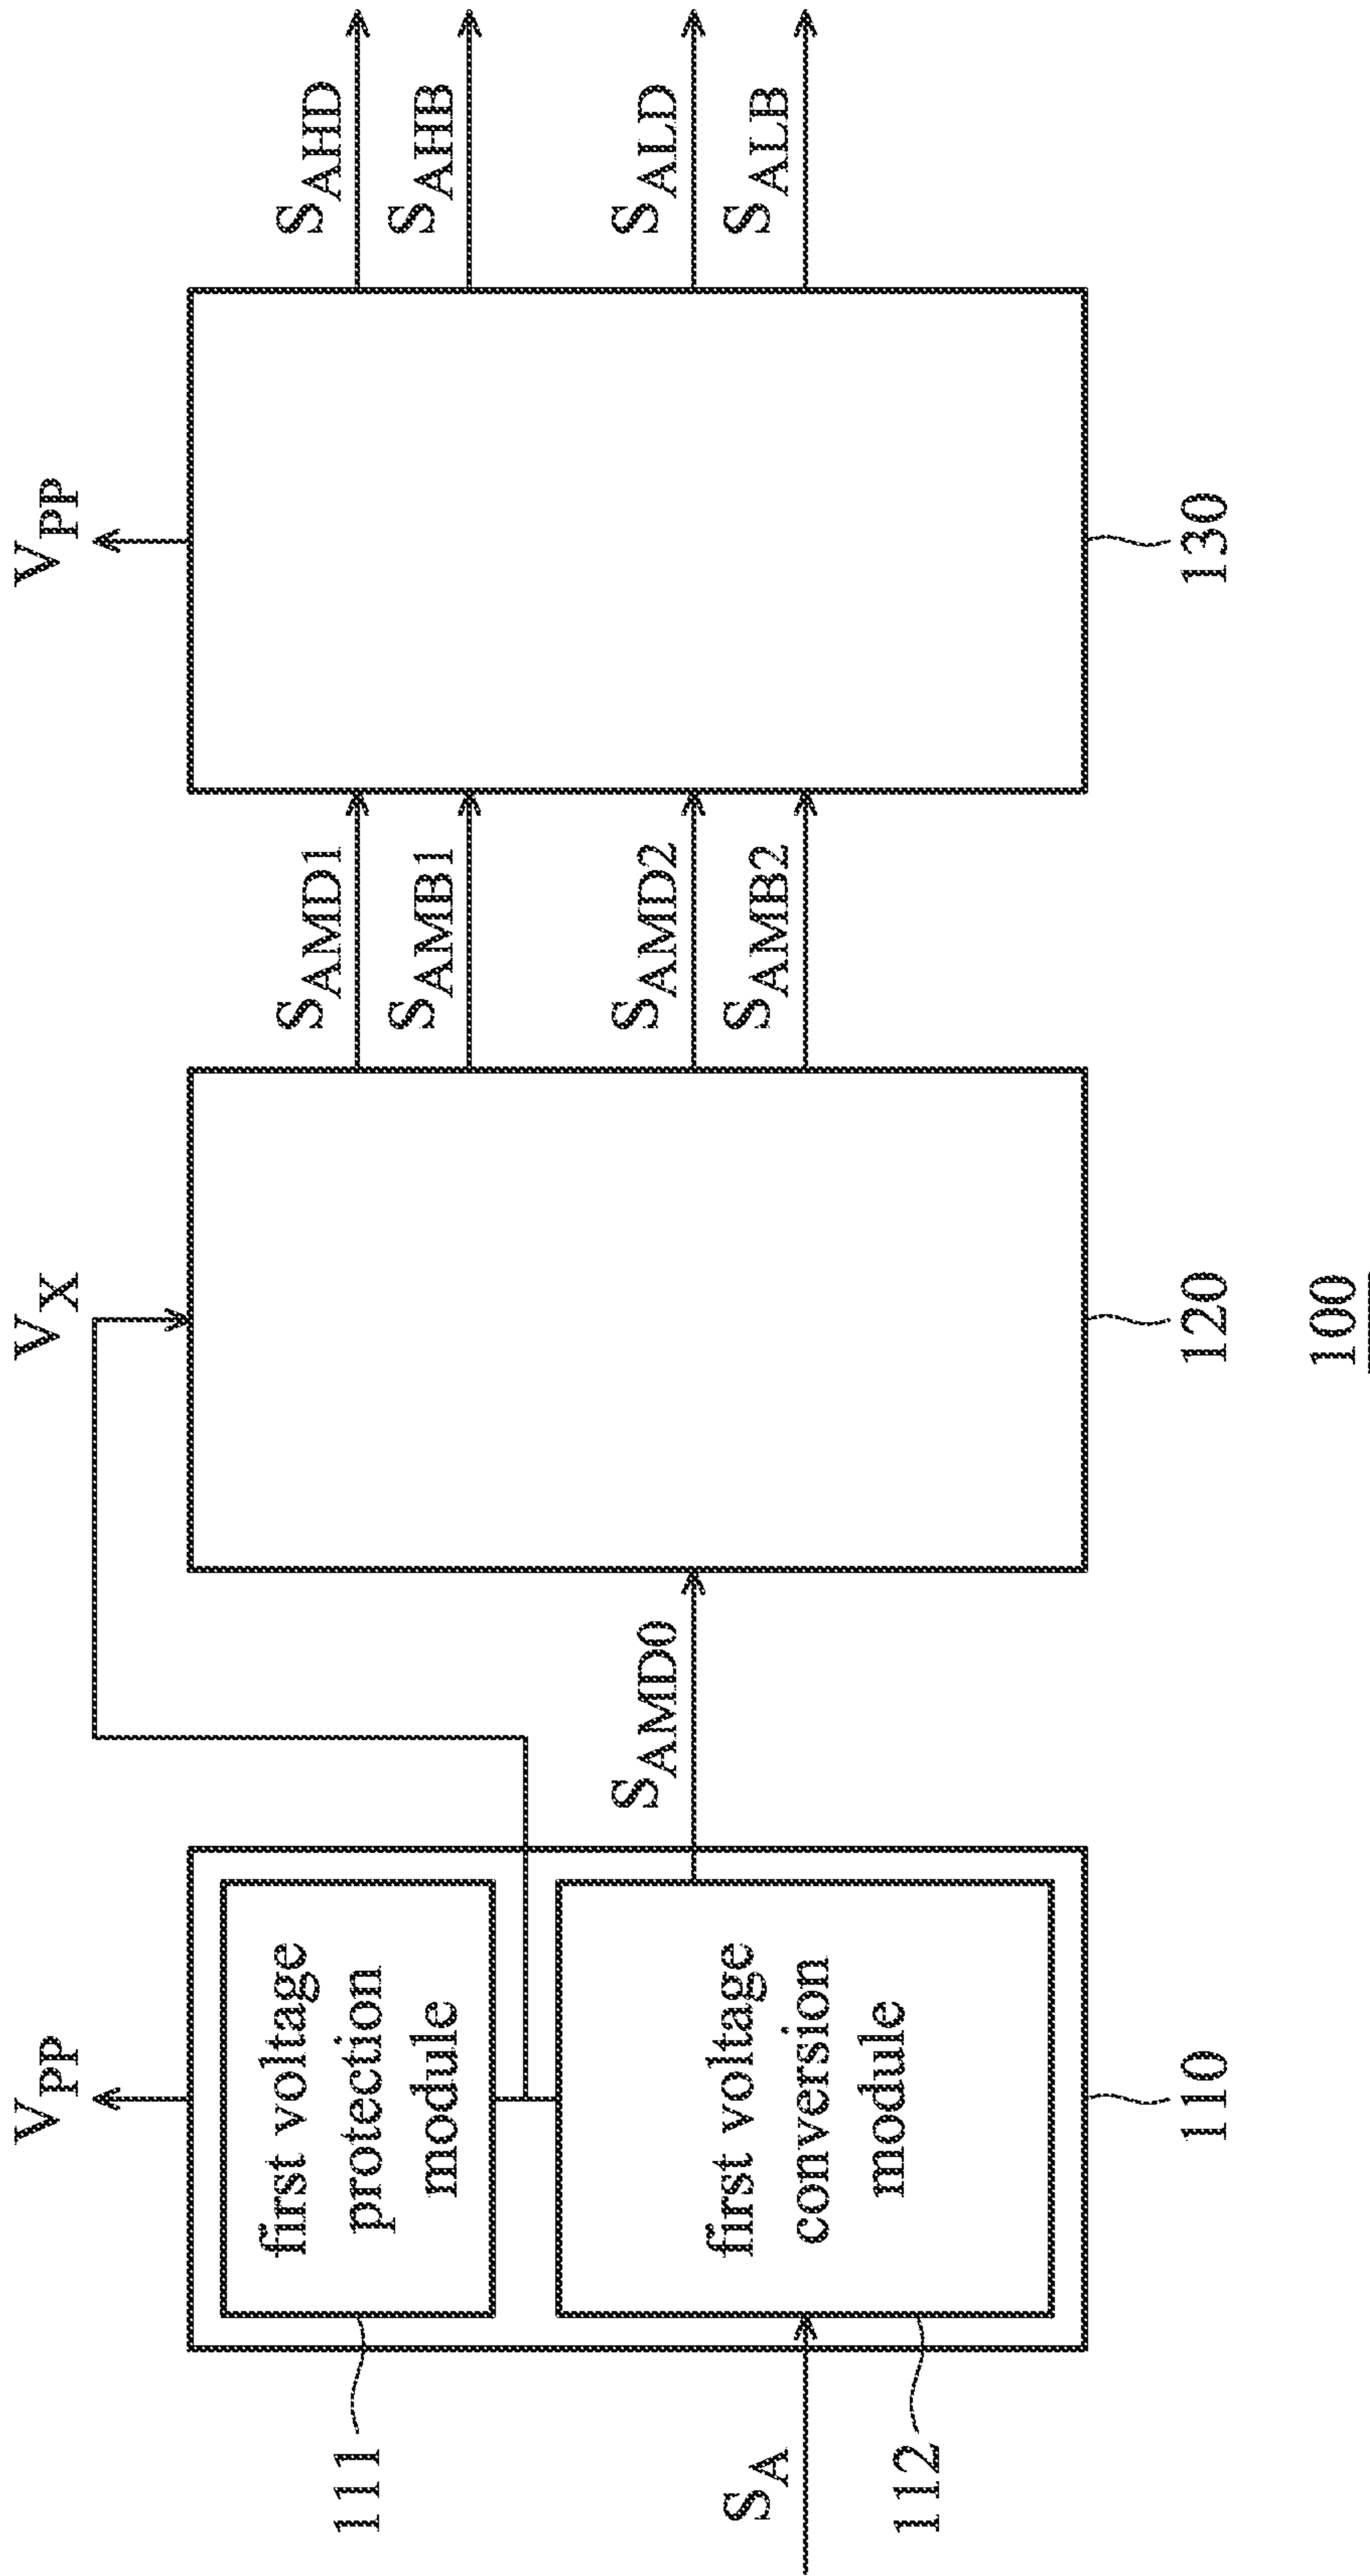 V_PP
V_X
V_PP
111
first voltage
protection
module
S_A
112
first voltage
conversion
module
110
S_AMD0
120
S_AMD1
S_AMB1
S_AMD2
S_AMB2
130
S_AHD
S_AHB
S_ALD
S_ALB
100